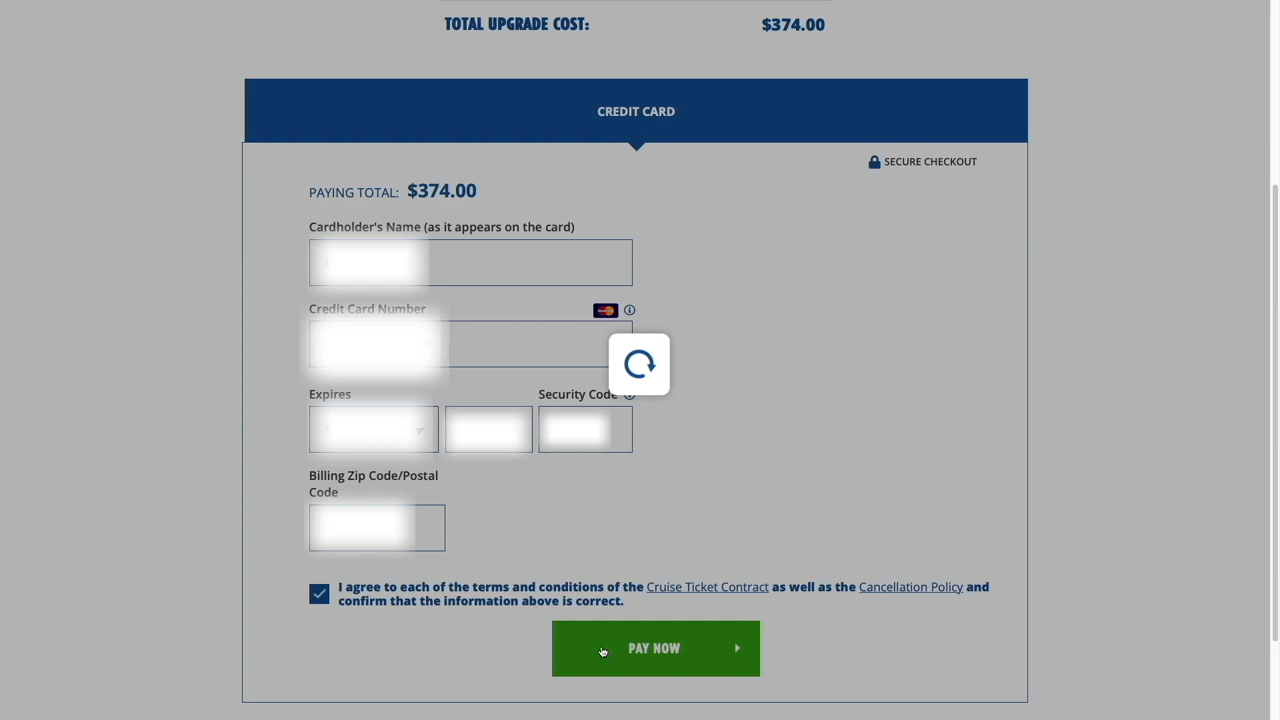 TOTAL UPGRADE COST: $374.00
CREDIT CARD
SECURE CHECKOUT
PAYING TOTAL: $374.00
Cardholder's Name (as it appears on the card)
Credit Card Number
Expires Security Code
Billing Zip Code/Postal
Code
I agree to each of the terms and conditions of the Cruise Ticket Contract as well as the Cancellation Policy and
confirm that the information above is correct.
PAY NOW